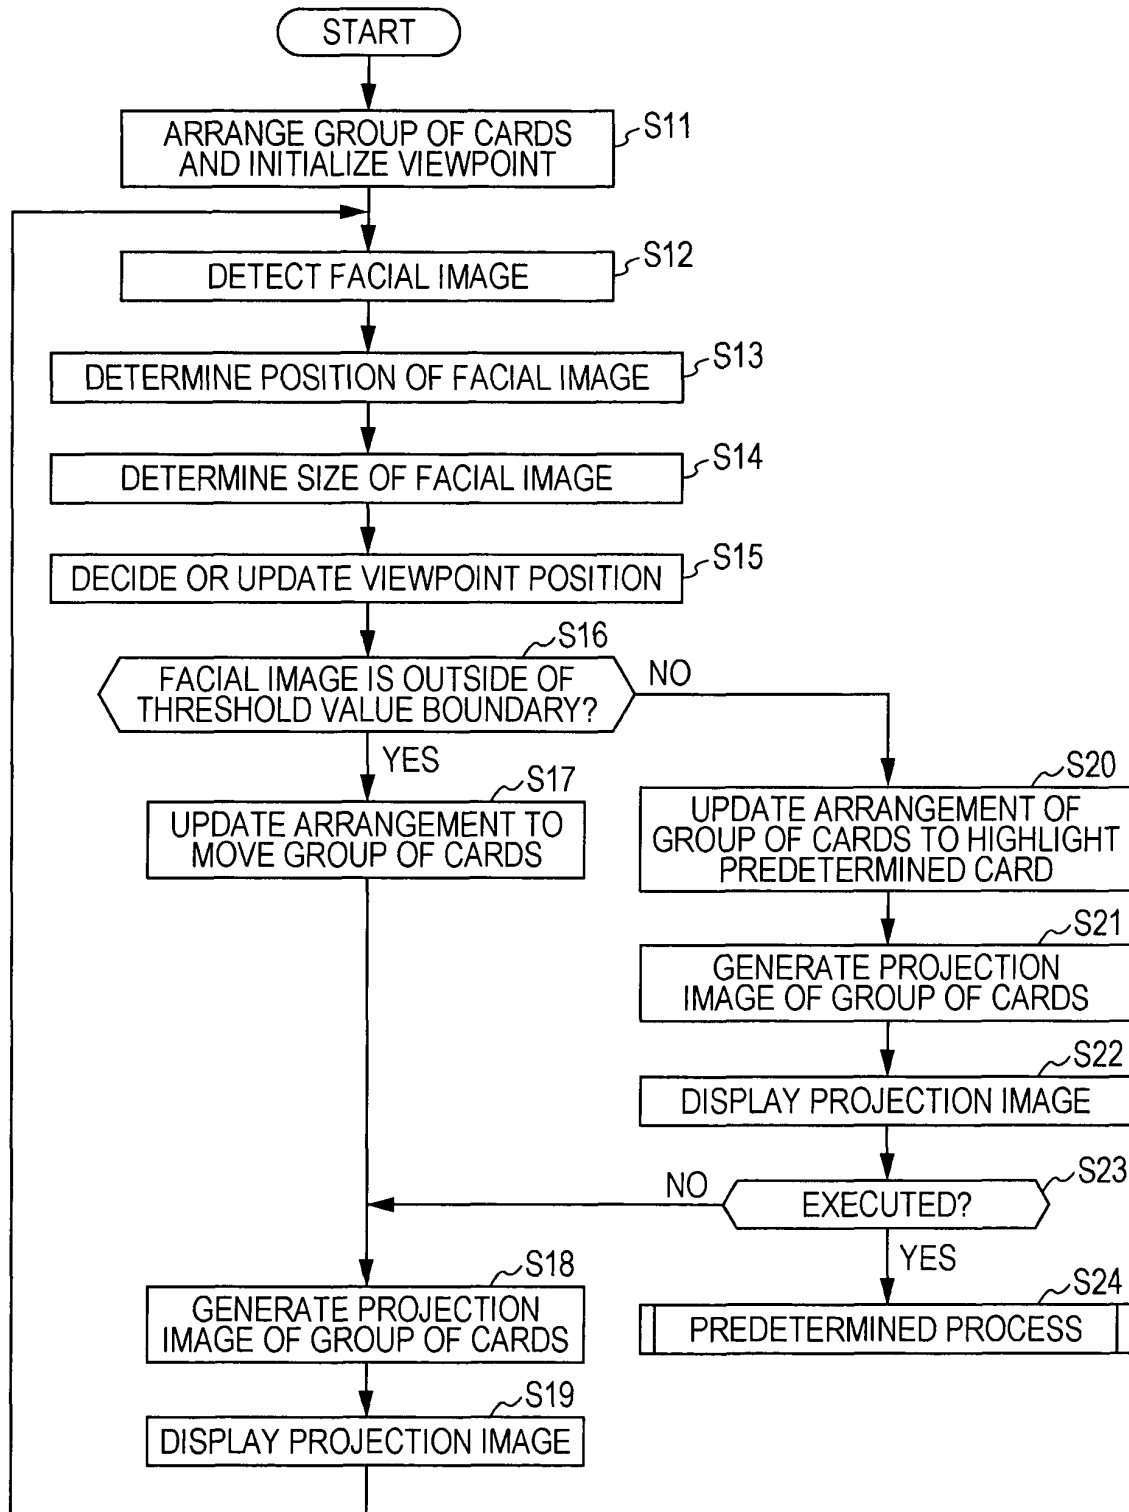 START
ARRANGE GROUP OF CARDS
AND INITIALIZE VIEWPOINT
S11
DETECT FACIAL IMAGE
S12
DETERMINE POSITION OF FACIAL IMAGE
S13
DETERMINE SIZE OF FACIAL IMAGE
S14
DECIDE OR UPDATE VIEWPOINT POSITION
S15
S16
FACIAL IMAGE IS OUTSIDE OF
THRESHOLD VALUE BOUNDARY?
NO
YES
S17
UPDATE ARRANGEMENT TO
MOVE GROUP OF CARDS
S20
UPDATE ARRANGEMENT OF
GROUP OF CARDS TO HIGHLIGHT
PREDETERMINED CARD
S21
GENERATE PROJECTION
IMAGE OF GROUP OF CARDS
S22
DISPLAY PROJECTION IMAGE
S23
EXECUTED?
NO
YES
S24
PREDETERMINED PROCESS
S18
GENERATE PROJECTION
IMAGE OF GROUP OF CARDS
S19
DISPLAY PROJECTION IMAGE